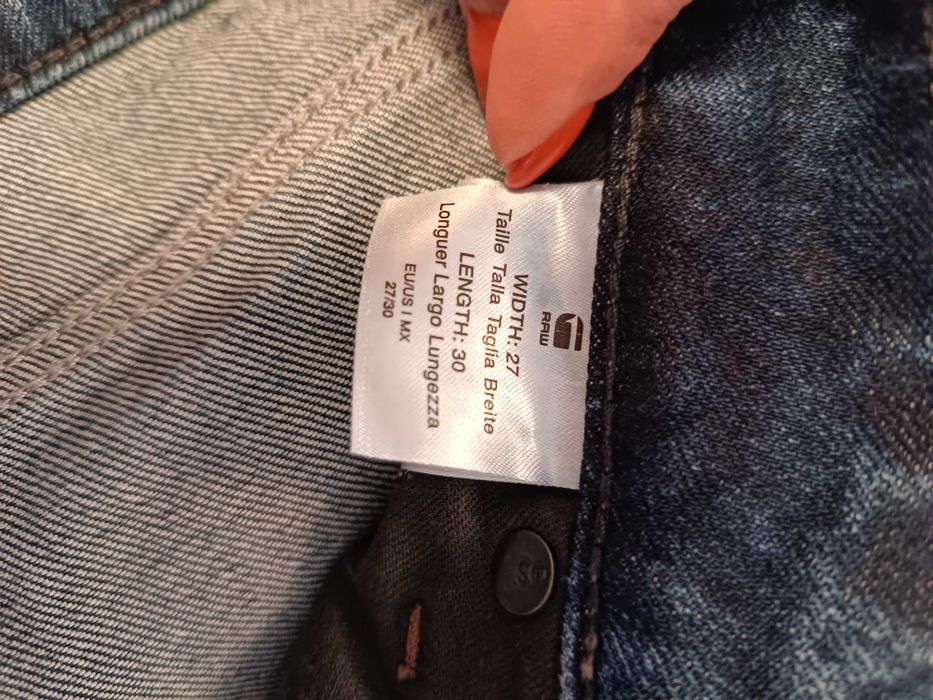 RAW
WIDTH: 27
Taille Talla Taglia Breite
LENGTH: 30
Longuer Largo Lungezza
EU/US | MX
27/30